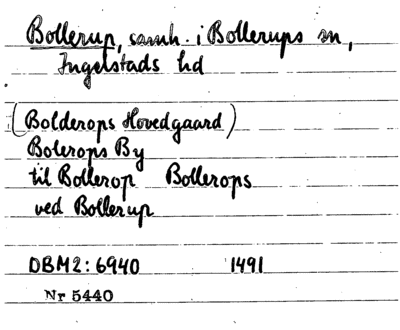 Bollerup, samh. i Bollerups sn,
Ingelstads hd
(Bolderops Hovedgaard)
Bolerops By
til Bollerop Bollerops
ved Bollerup
DBM2: 6940 1491
Nr 5440